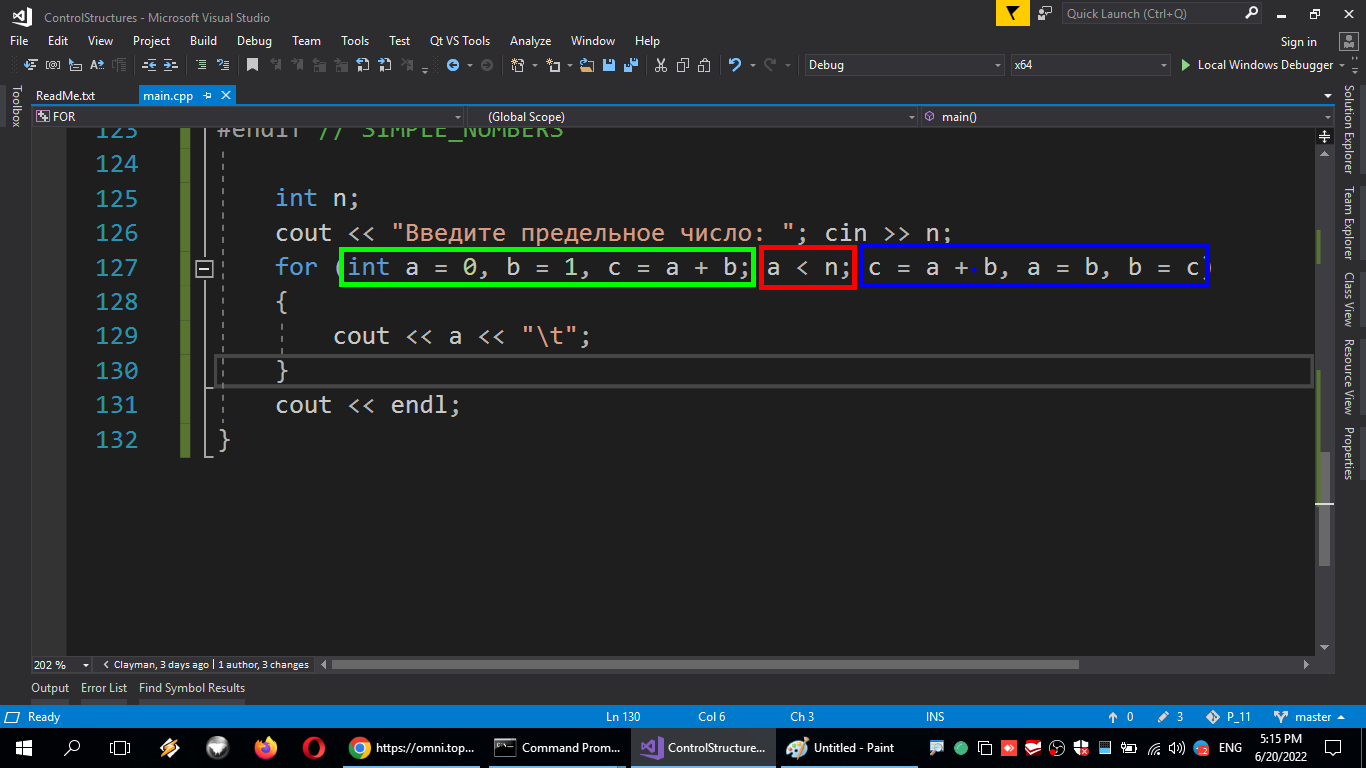 ControlStructures - Microsoft Visual Studio
Quick Launch (Ctrl+Q)
File Edit View Project Build Debug Team Tools Test Qt VS Tools Analyze Window Help
Sign in
Debug x64 Local Windows Debugger
Toolbox
ReadMe.txt main.cpp
FOR (Global Scope) main()
123 #endif // SIMPLE_NUMBERS
124
125 int n;
126 cout << "Введите предельное число: "; cin >> n;
127 for (int a = 0, b = 1, c = a + b; a < n; c = a + b, a = b, b = c)
128 {
129 cout << a << "\t";
130 }
131 cout << endl;
132 }
Solution Explorer
Team Explorer
Class View
Resource View
Properties
202 % Clayman, 3 days ago | 1 author, 3 changes
Output Error List Find Symbol Results
Ready Ln 130 Col 6 Ch 3 INS 0 3 P_11 master
https://omni.top... Command Prom... ControlStructure... Untitled - Paint ENG 5:15 PM
6/20/2022